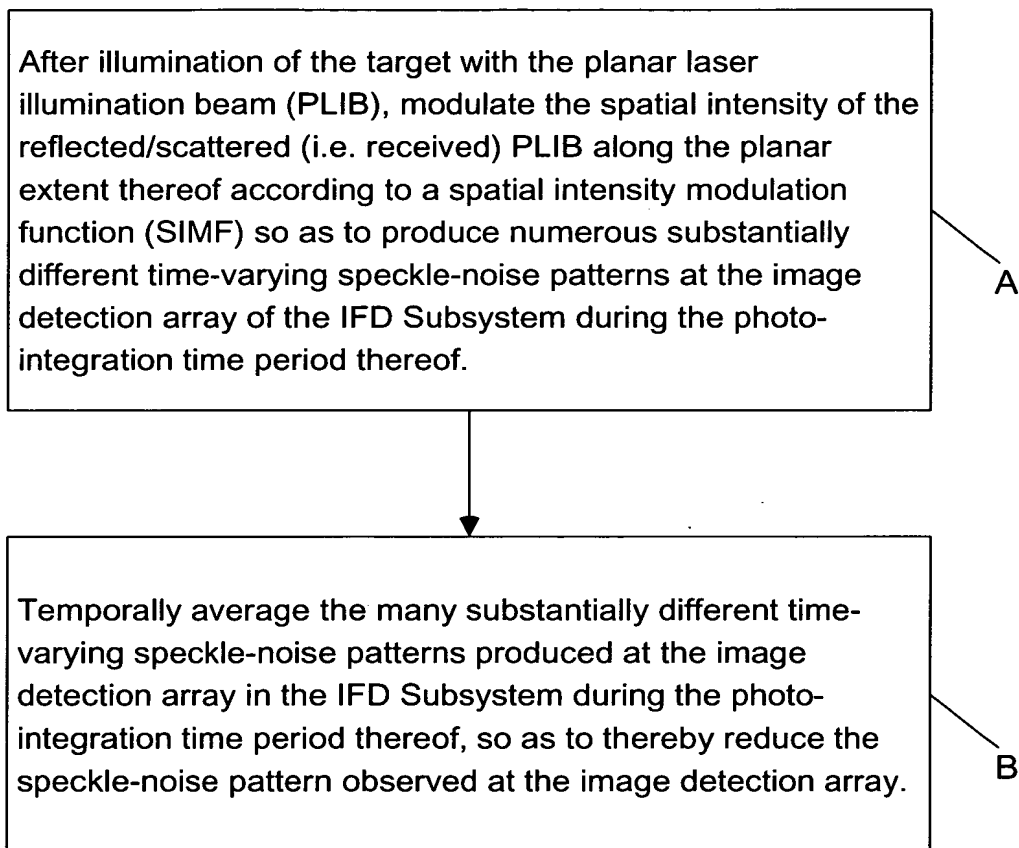 After illumination of the target with the planar laser
illumination beam (PLIB), modulate the spatial intensity of the
reflected/scattered (i.e. received) PLIB along the planar
extent thereof according to a spatial intensity modulation
function (SIMF) so as to produce numerous substantially
different time-varying speckle-noise patterns at the image
detection array of the IFD Subsystem during the photo-
integration time period thereof.
A
Temporally average the many substantially different time-
varying speckle-noise patterns produced at the image
detection array in the IFD Subsystem during the photo-
integration time period thereof, so as to thereby reduce the
speckle-noise pattern observed at the image detection array.
B